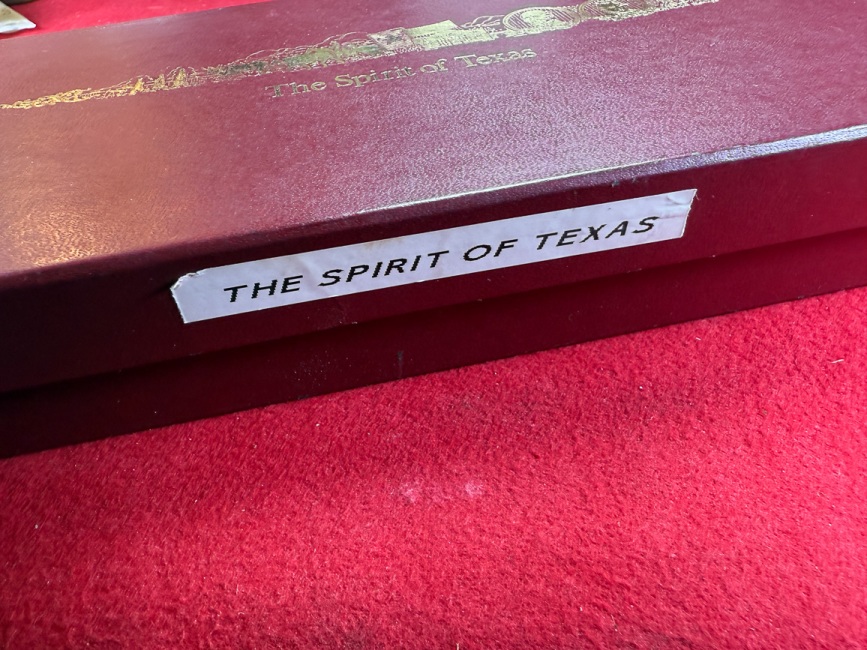 The Spirit of Texas
THE SPIRIT OF TEXAS